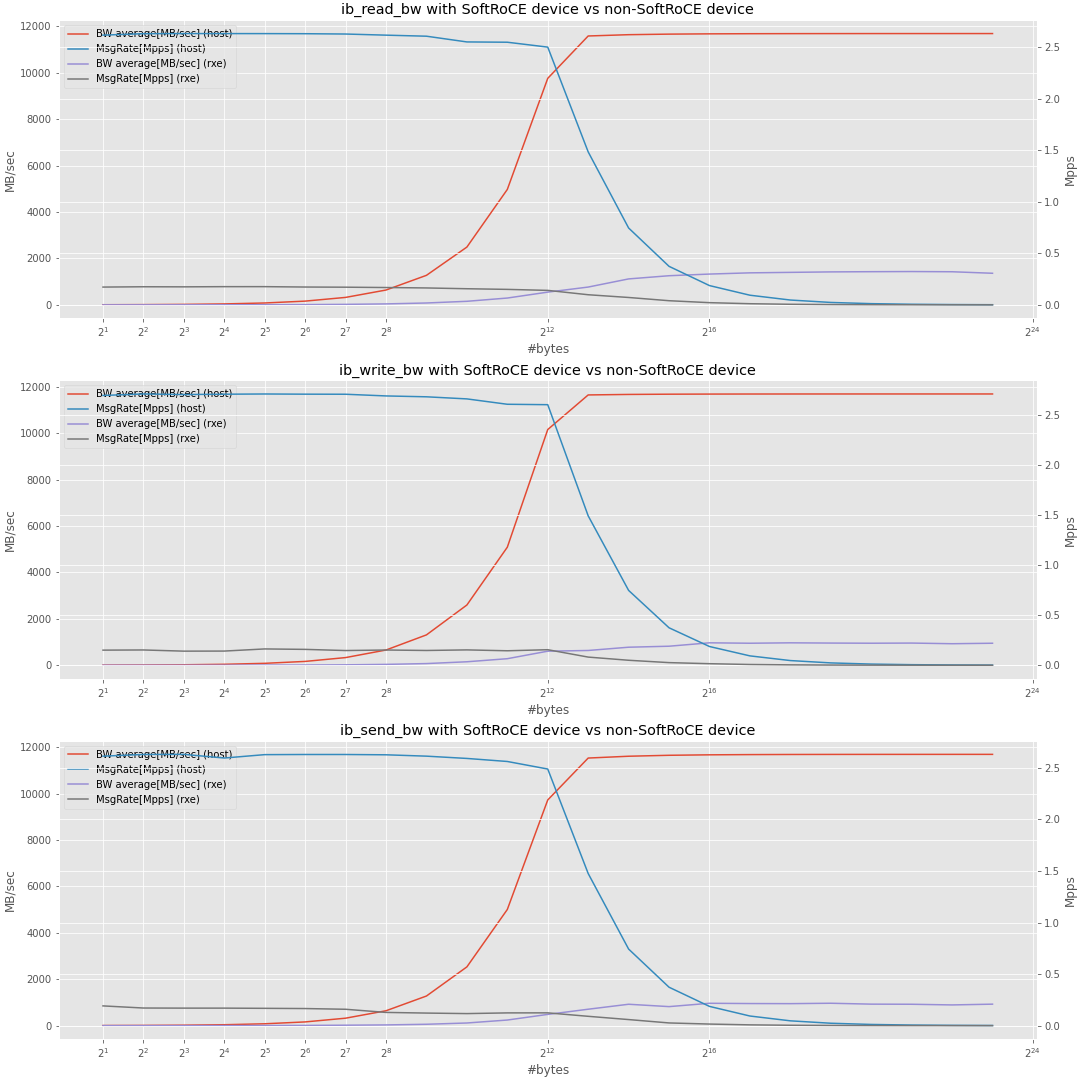 ib_read_bw with SoftRoCE device vs non-SoftRoCE device
12000
10000
8000
6000
4000
2000
0
MB/sec
BW average[MB/sec] (host)
MsgRate[Mpps] (host)
BW average[MB/sec] (rxe)
MsgRate[Mpps] (rxe)
2.5
2.0
1.5
1.0
0.5
0.0
Mpps
2^1 2^2 2^3 2^4 2^5 2^6 2^7 2^8 2^12 2^16 2^24
#bytes
ib_write_bw with SoftRoCE device vs non-SoftRoCE device
12000
10000
8000
6000
4000
2000
0
MB/sec
BW average[MB/sec] (host)
MsgRate[Mpps] (host)
BW average[MB/sec] (rxe)
MsgRate[Mpps] (rxe)
2.5
2.0
1.5
1.0
0.5
0.0
Mpps
2^1 2^2 2^3 2^4 2^5 2^6 2^7 2^8 2^12 2^16 2^24
#bytes
ib_send_bw with SoftRoCE device vs non-SoftRoCE device
12000
10000
8000
6000
4000
2000
0
MB/sec
BW average[MB/sec] (host)
MsgRate[Mpps] (host)
BW average[MB/sec] (rxe)
MsgRate[Mpps] (rxe)
2.5
2.0
1.5
1.0
0.5
0.0
Mpps
2^1 2^2 2^3 2^4 2^5 2^6 2^7 2^8 2^12 2^16 2^24
#bytes